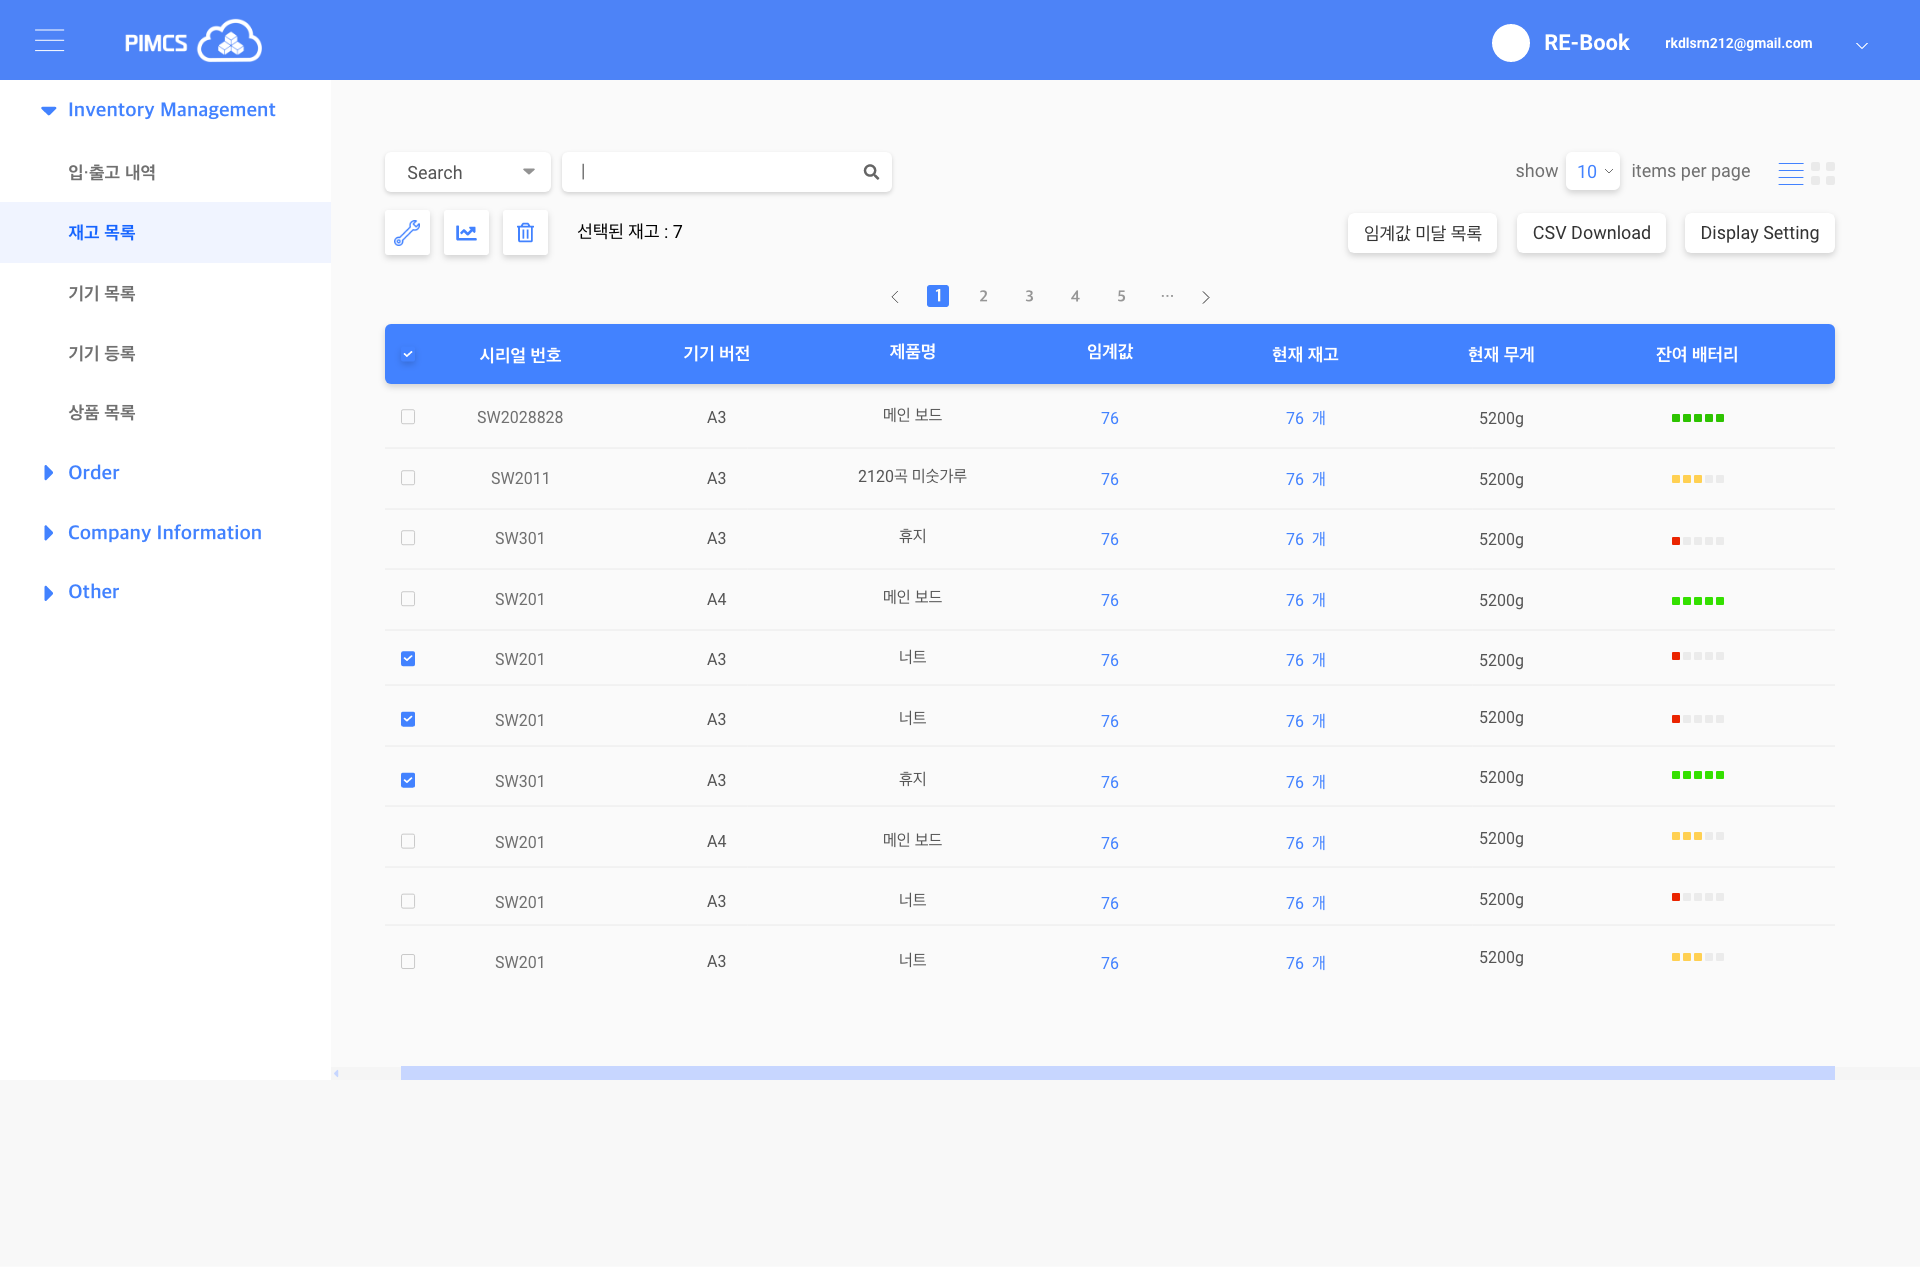 PIMCS
RE-Book rkdlsrn212@gmail.com
Inventory Management
입·출고 내역
재고 목록
기기 목록
기기 등록
상품 목록
Order
Company Information
Other
Search
show 10 items per page
선택된 재고 : 7
임계값 미달 목록 CSV Download Display Setting
1 2 3 4 5 ···
시리얼 번호 기기 버전 제품명 임계값 현재 재고 현재 무게 잔여 배터리
SW2028828 A3 메인 보드 76 76 개 5200g
SW2011 A3 2120곡 미숫가루 76 76 개 5200g
SW301 A3 휴지 76 76 개 5200g
SW201 A4 메인 보드 76 76 개 5200g
SW201 A3 너트 76 76 개 5200g
SW201 A3 너트 76 76 개 5200g
SW301 A3 휴지 76 76 개 5200g
SW201 A4 메인 보드 76 76 개 5200g
SW201 A3 너트 76 76 개 5200g
SW201 A3 너트 76 76 개 5200g